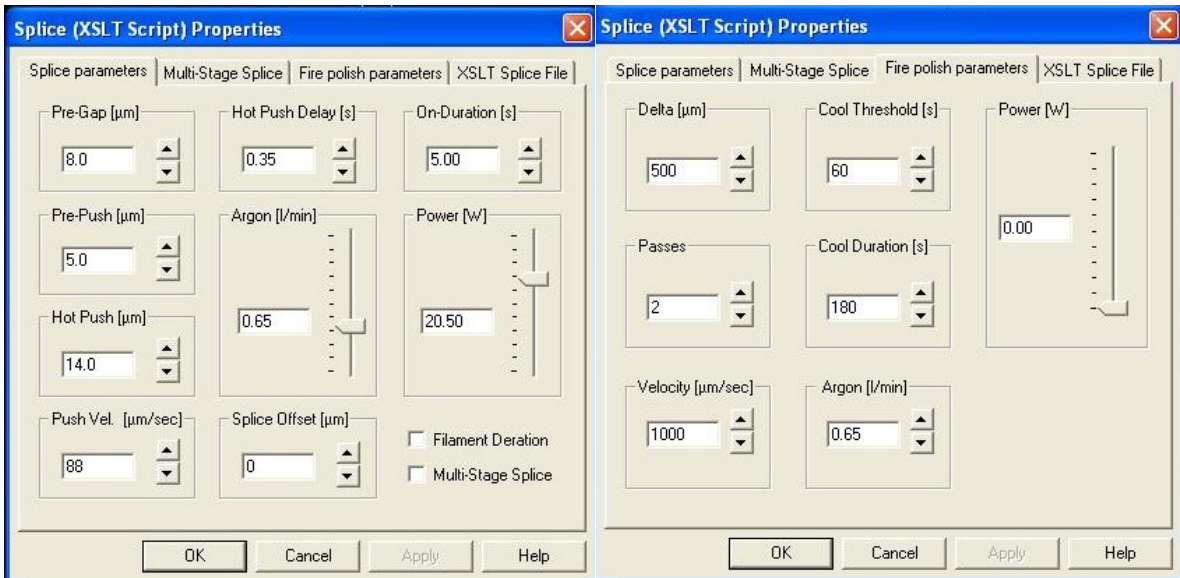 Splice (XSLT Script) Properties
Splice parameters
Multi-Stage Splice
Fire polish parameters
XSLT Splice File
Pre-Gap [µm]
8.0
Hot Push Delay [s]
0.35
On-Duration [s]
5.00
Pre-Push [µm]
5.0
Argon [l/min]
0.65
Power [W]
20.50
Hot Push [µm]
14.0
Push Vel. [µm/sec]
88
Splice Offset [µm]
0
Filament Deration
Multi-Stage Splice
OK
Cancel
Apply
Help
Splice (XSLT Script) Properties
Splice parameters
Multi-Stage Splice
Fire polish parameters
XSLT Splice File
Delta [µm]
500
Cool Threshold [s]
60
Power [W]
0.00
Passes
2
Cool Duration [s]
180
Velocity [µm/sec]
1000
Argon [l/min]
0.65
OK
Cancel
Apply
Help